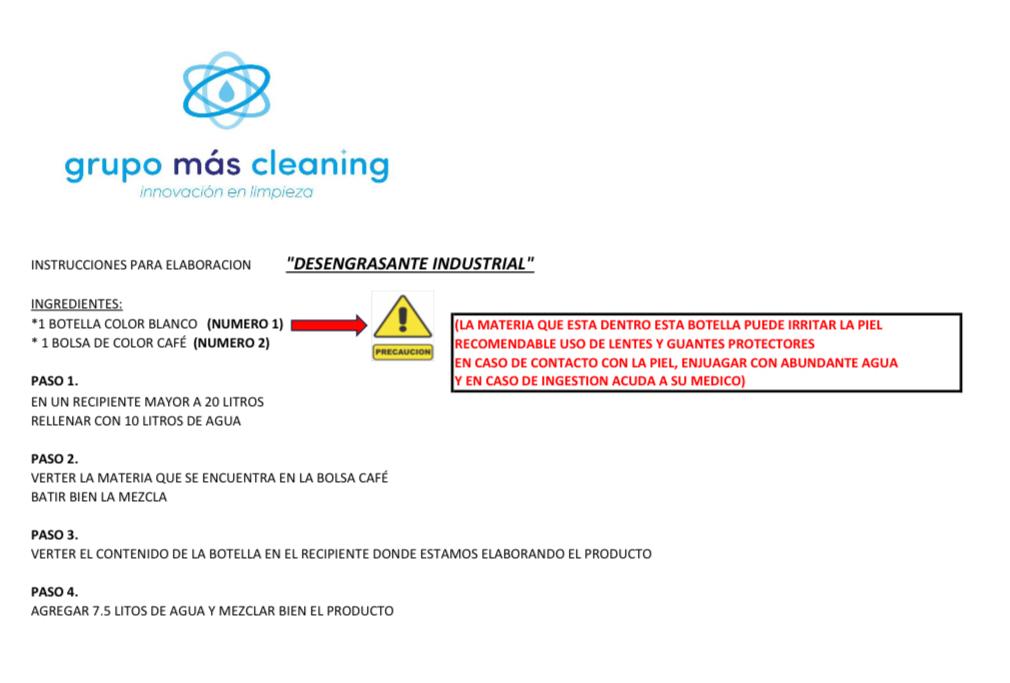 grupo más cleaning
innovación en limpieza
INSTRUCCIONES PARA ELABORACION "DESENGRASANTE INDUSTRIAL"
INGREDIENTES:
*1 BOTELLA COLOR BLANCO (NUMERO 1)
* 1 BOLSA DE COLOR CAFÉ (NUMERO 2)
PRECAUCION
(LA MATERIA QUE ESTA DENTRO ESTA BOTELLA PUEDE IRRITAR LA PIEL
RECOMENDABLE USO DE LENTES Y GUANTES PROTECTORES
EN CASO DE CONTACTO CON LA PIEL, ENJUAGAR CON ABUNDANTE AGUA
Y EN CASO DE INGESTION ACUDA A SU MEDICO)
PASO 1.
EN UN RECIPIENTE MAYOR A 20 LITROS
RELLENAR CON 10 LITROS DE AGUA
PASO 2.
VERTER LA MATERIA QUE SE ENCUENTRA EN LA BOLSA CAFÉ
BATIR BIEN LA MEZCLA
PASO 3.
VERTER EL CONTENIDO DE LA BOTELLA EN EL RECIPIENTE DONDE ESTAMOS ELABORANDO EL PRODUCTO
PASO 4.
AGREGAR 7.5 LITOS DE AGUA Y MEZCLAR BIEN EL PRODUCTO